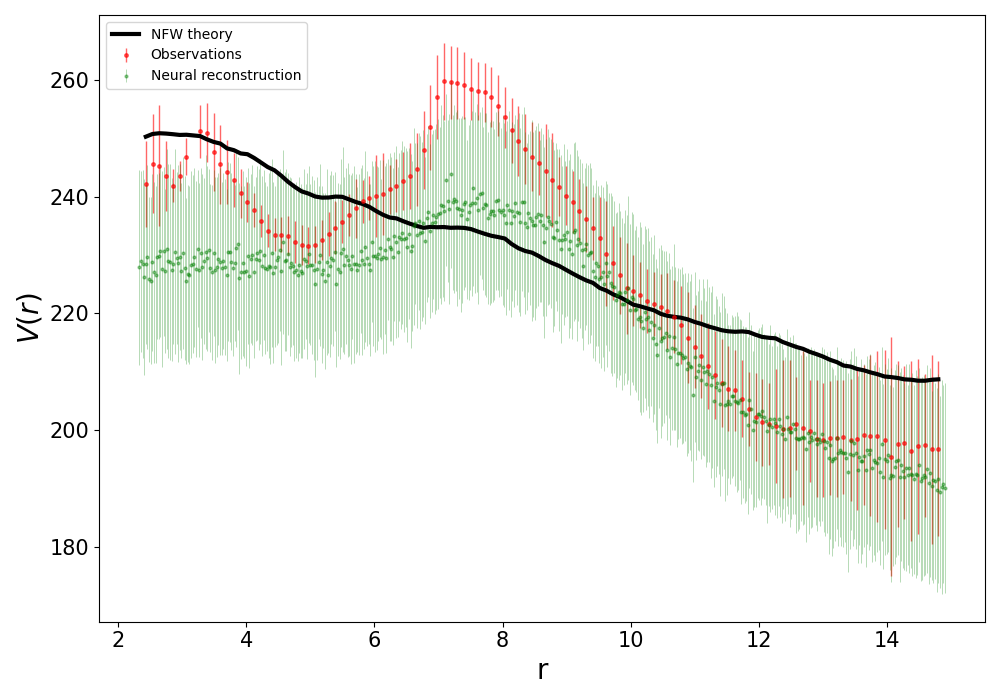 NFW theory
Observations
Neural reconstruction
260
240
220
200
180
V(r)
2 4 6 8 10 12 14
r